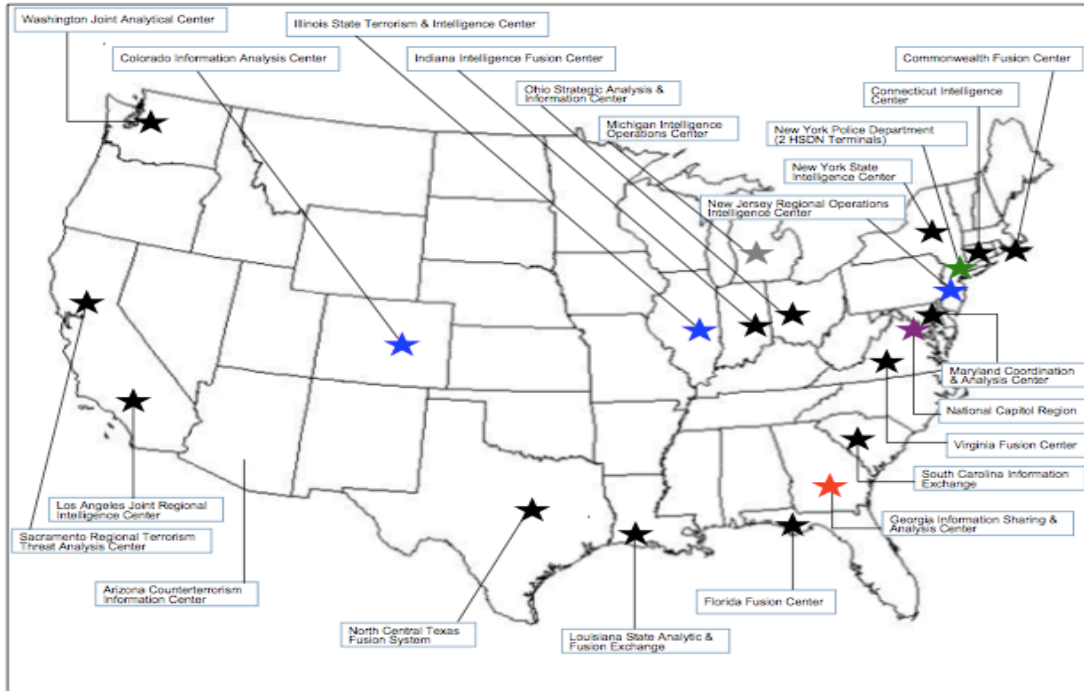 Washington Joint Analytical Center
Illinois State Terrorism & Intelligence Center
Colorado Information Analysis Center
Indiana Intelligence Fusion Center
Commonwealth Fusion Center
Ohio Strategic Analysis &
Information Center
Connecticut Intelligence
Center
Michigan Intelligence
Operations Center
New York Police Department
(2 HSDN Terminals)
New York State
Intelligence Center
New Jersey Regional Operations
Intelligence Center
Maryland Coordination
& Analysis Center
National Capitol Region
Virginia Fusion Center
South Carolina Information
Exchange
Los Angeles Joint Regional
Intelligence Center
Georgia Information Sharing &
Analysis Center
Sacramento Regional Terrorism
Threat Analysis Center
Arizona Counterterrorism
Information Center
Florida Fusion Center
North Central Texas
Fusion System
Louisiana State Analytic &
Fusion Exchange